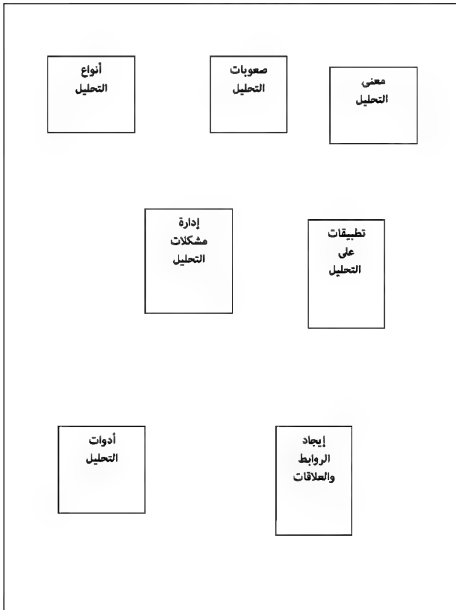 معنى
التحليل
صعوبات
التحليل
أنواع
التحليل
تطبيقات
على
التحليل
إدارة
مشكلات
التحليل
إيجاد
الروابط
والعلاقات
أدوات
التحليل